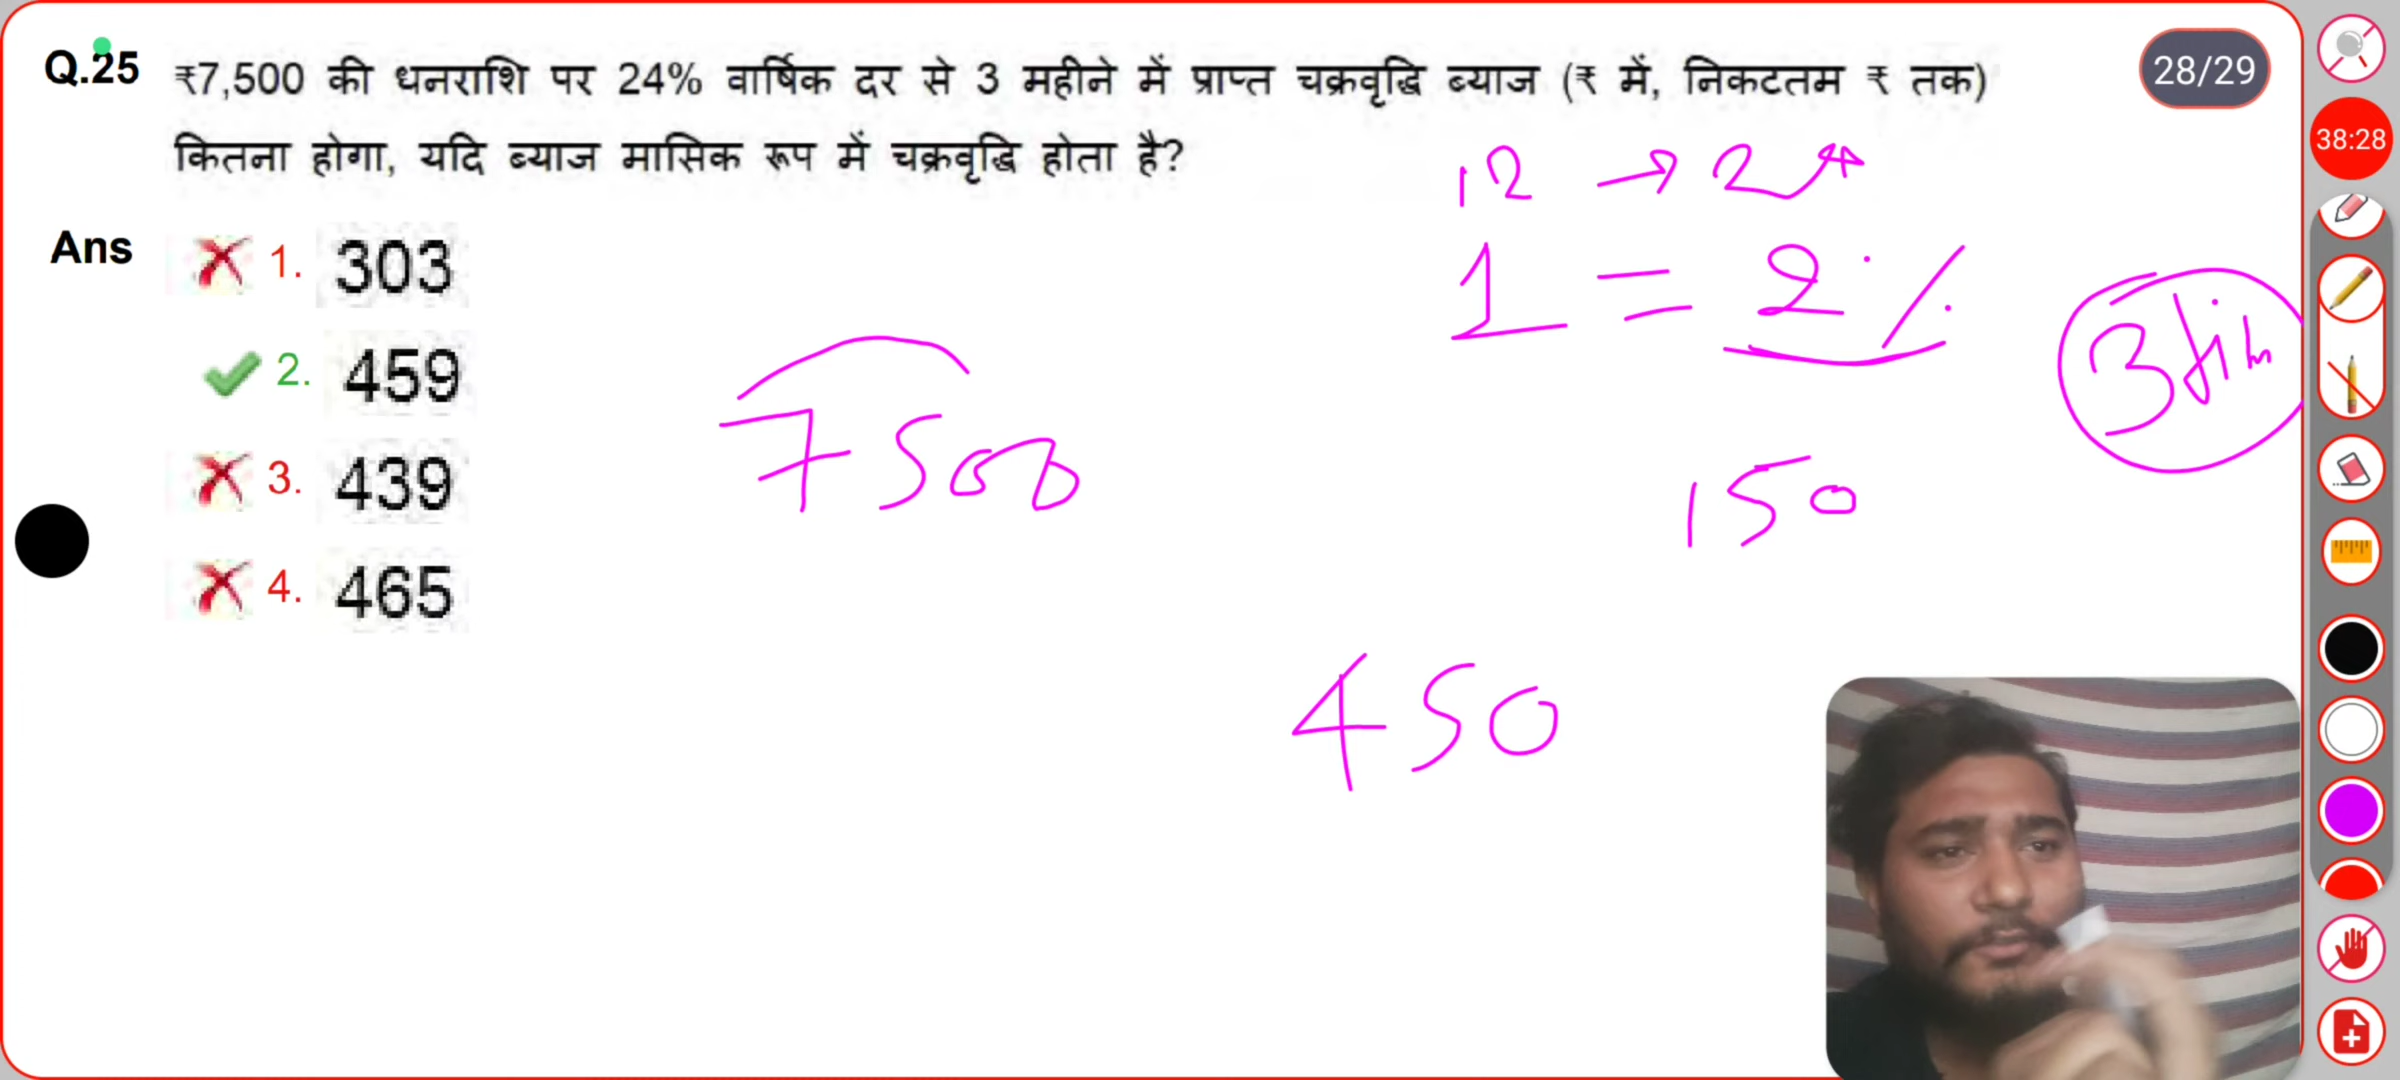 Q.25 ₹7,500 की धनराशि पर 24% वार्षिक दर से 3 महीने में प्राप्त चक्रवृद्धि ब्याज (₹ में, निकटतम ₹ तक)
कितना होगा, यदि ब्याज मासिक रूप में चक्रवृद्धि होता है?
28/29
38:28
Ans
1. 303
2. 459
3. 439
4. 465
12 → 24
1 = 2%
7500
150
450